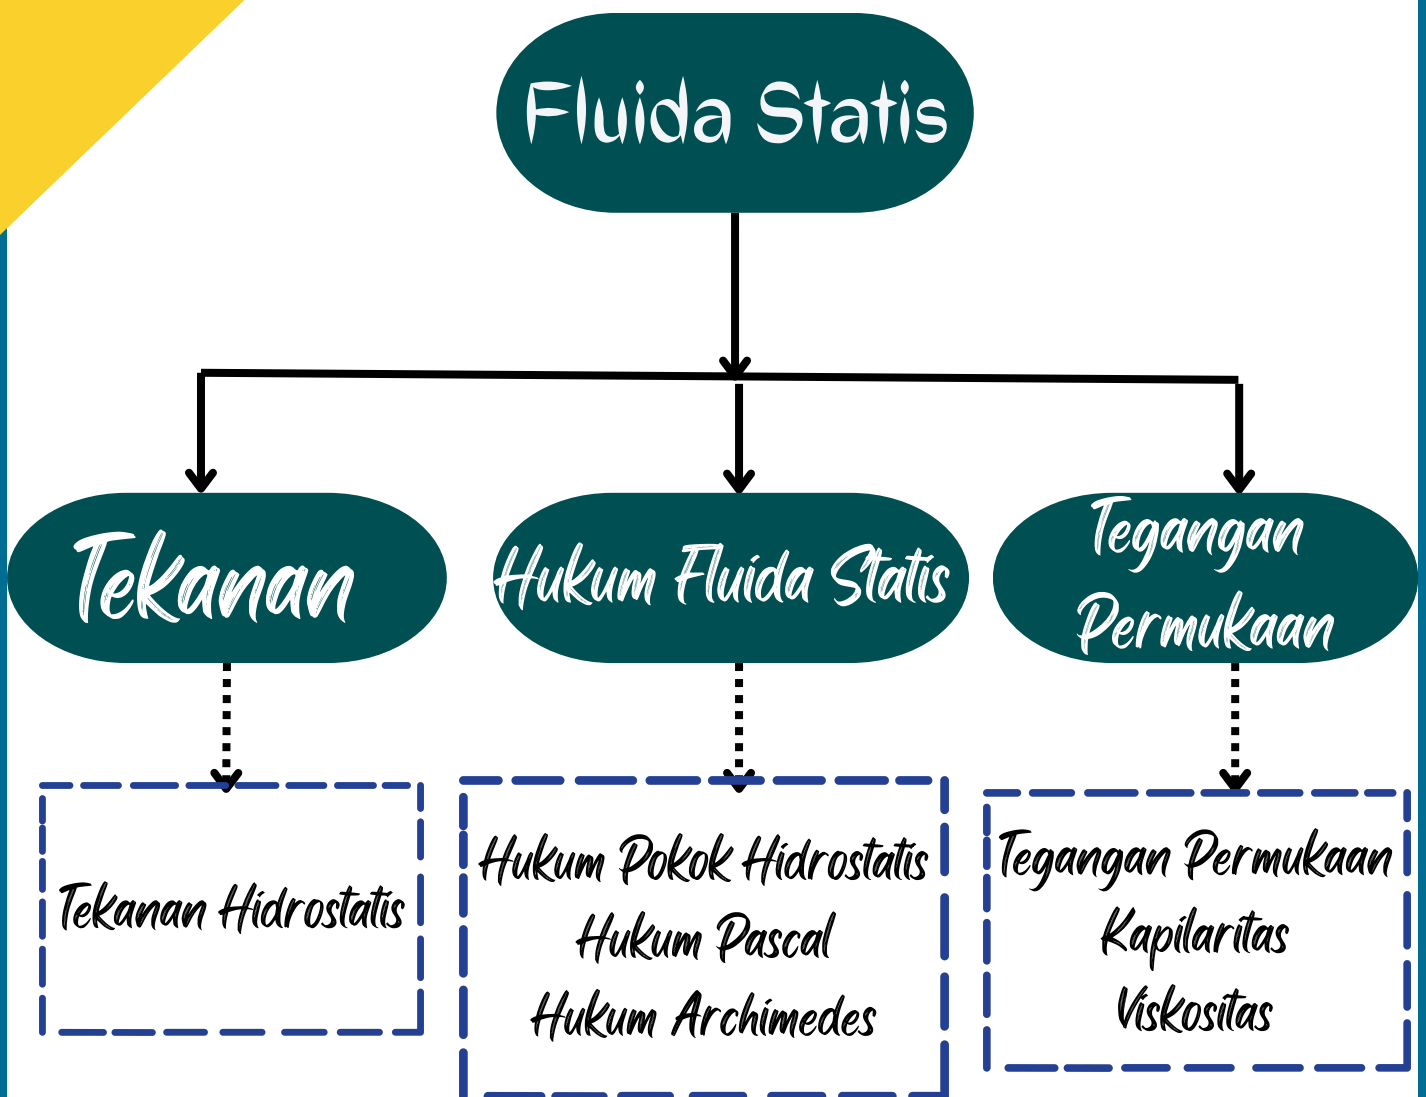 Fluida Statis
Tekanan
Hukum Fluida Statis
Tegangan
Permukaan
Tekanan Hidrostatis
Hukum Pokok Hidrostatis
Hukum Pascal
Hukum Archimedes
Tegangan Permukaan
Kapilaritas
Viskositas